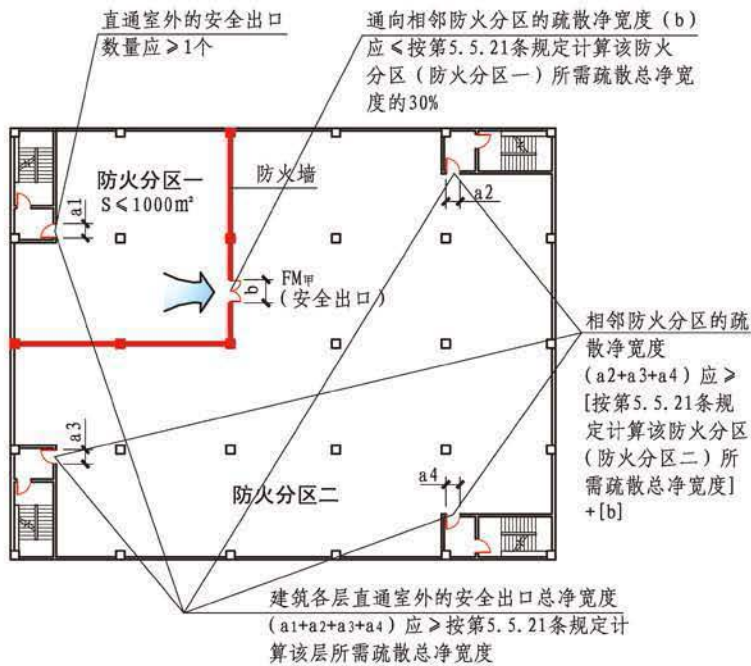 直通室外的安全出口
数量应≥1个
通向相邻防火分区的疏散净宽度(b)
应≤按第5.5.21条规定计算该防火
分区(防火分区一)所需疏散总净宽
度的30%
防火分区一
S≤1000m²
防火墙
a1
a2
b
FM甲
(安全出口)
相邻防火分区的疏
散净宽度
(a2+a3+a4)应≥
[按第5.5.21条规
定计算该防火分区
(防火分区二)所
需疏散总净宽度]
+[b]
a3
a4
防火分区二
建筑各层直通室外的安全出口总净宽度
(a1+a2+a3+a4)应≥按第5.5.21条规定计
算该层所需疏散总净宽度